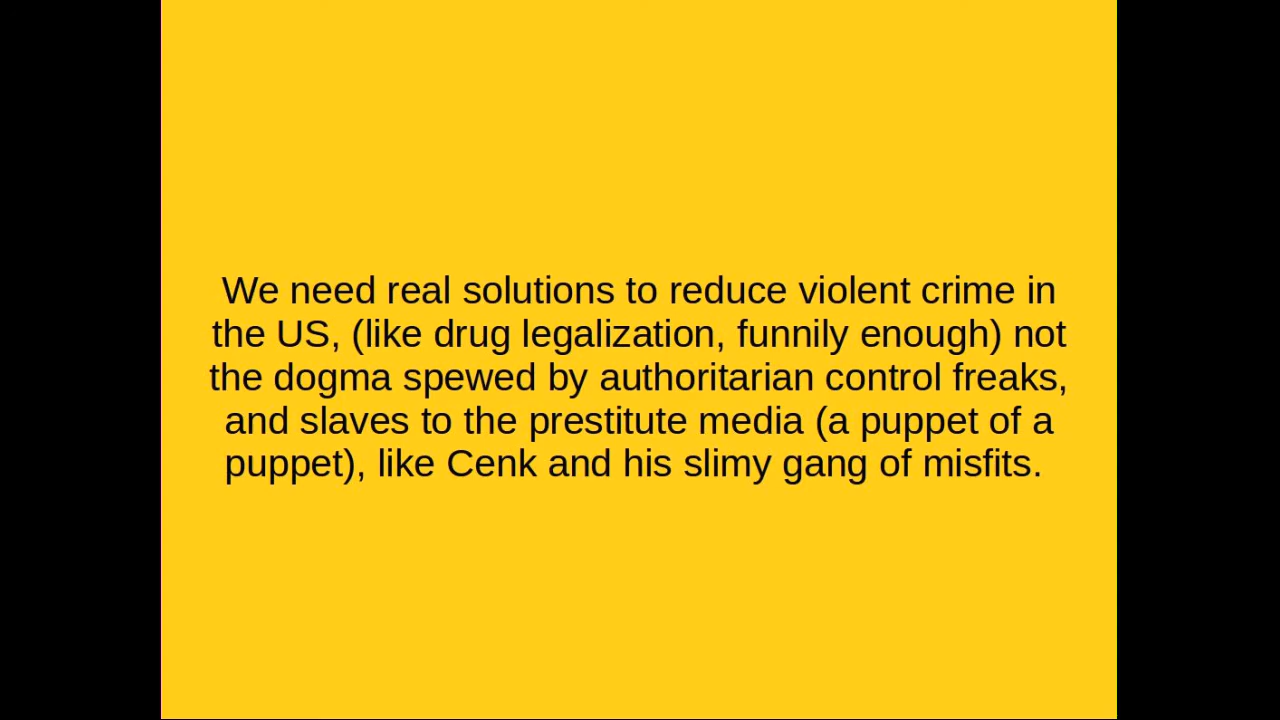 We need real solutions to reduce violent crime in
the US, (like drug legalization, funnily enough) not
the dogma spewed by authoritarian control freaks,
and slaves to the prestitute media (a puppet of a
puppet), like Cenk and his slimy gang of misfits.